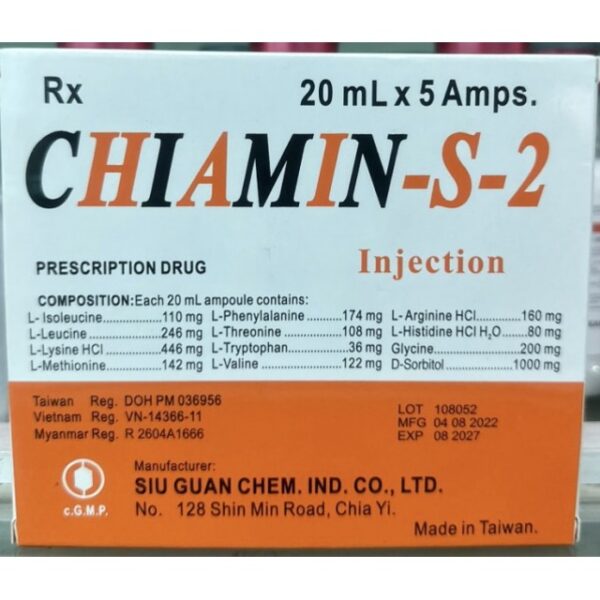 Rx 20 mL x 5 Amps.
CHIAMIN-S-2
Injection
PRESCRIPTION DRUG
COMPOSITION:Each 20 mL ampoule contains:
L- Isoleucine..............110 mg L-Phenylalanine..........174 mg L-Arginine HCl............160 mg
L-Leucine..................246 mg L-Threonine................108 mg L-Histidine HCl H₂O.......80 mg
L-Lysine HCl..............446 mg L-Tryptophan...............36 mg Glycine.....................200 mg
L-Methionine.............142 mg L-Valine.....................122 mg D-Sorbitol................1000 mg
Taiwan Reg. DOH PM 036956
Vietnam Reg. VN-14366-11
Myanmar Reg. R 2604A1666
LOT 108052
MFG 04 08 2022
EXP 08 2027
c.G.M.P.
Manufacturer:
SIU GUAN CHEM. IND. CO., LTD.
No. 128 Shin Min Road, Chia Yi.
Made in Taiwan.